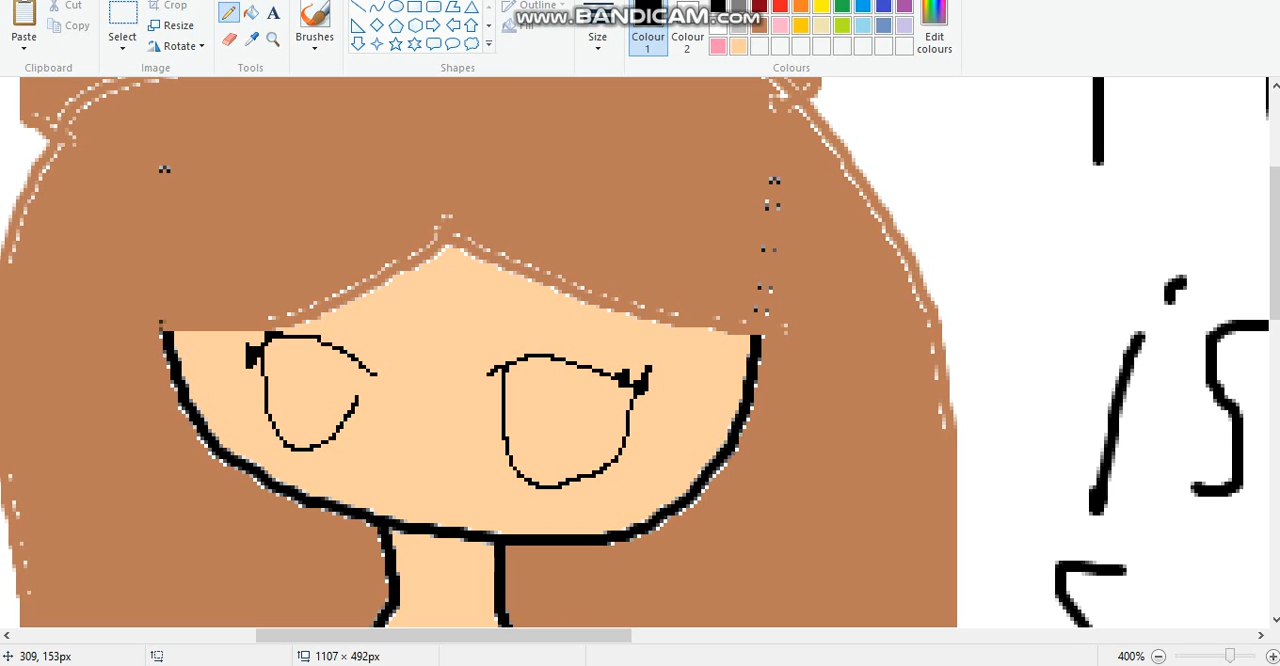 Cut
Crop
Outline
www.BANDICAM.com
Copy
Resize
Fill
Paste
Select
Rotate
Brushes
Size
Colour
1
Colour
2
Edit
colours
Clipboard
Image
Tools
Shapes
Colours
A
's
309, 153px
1107 × 492px
400%